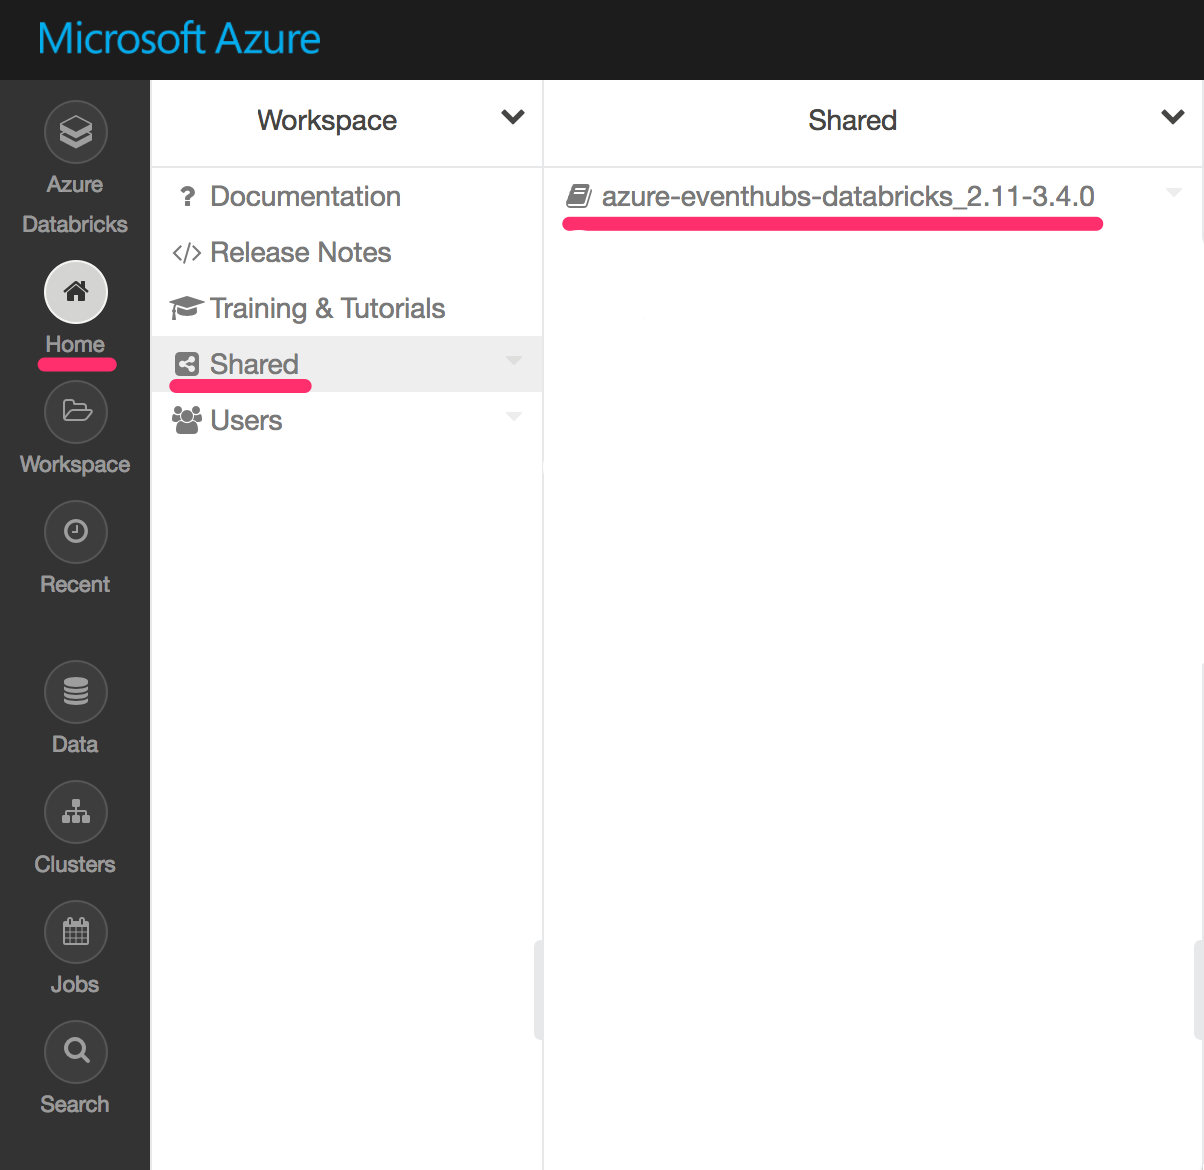 Microsoft Azure
Azure
Databricks
Home
Workspace
Recent
Data
Clusters
Jobs
Search
Workspace
? Documentation
</> Release Notes
Training & Tutorials
Shared
Users
Shared
azure-eventhubs-databricks_2.11-3.4.0